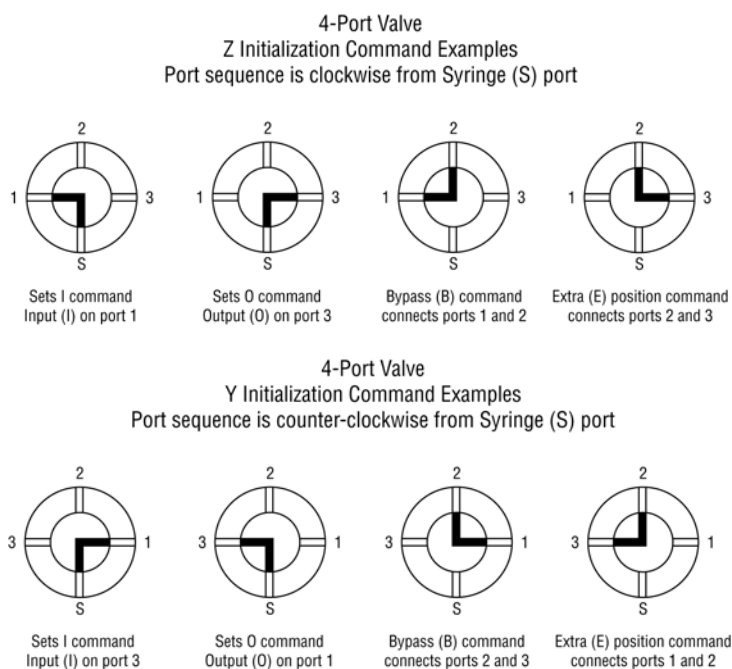 4-Port Valve
Z Initialization Command Examples
Port sequence is clockwise from Syringe (S) port
2 2 2 2
1 3 1 3 1 3 1 3
S S S S
Sets I command
Input (I) on port 1
Sets O command
Output (O) on port 3
Bypass (B) command
connects ports 1 and 2
Extra (E) position command
connects ports 2 and 3
4-Port Valve
Y Initialization Command Examples
Port sequence is counter-clockwise from Syringe (S) port
2 2 2 2
3 1 3 1 3 1 3 1
S S S S
Sets I command
Input (I) on port 3
Sets O command
Output (O) on port 1
Bypass (B) command
connects ports 2 and 3
Extra (E) position command
connects ports 1 and 2